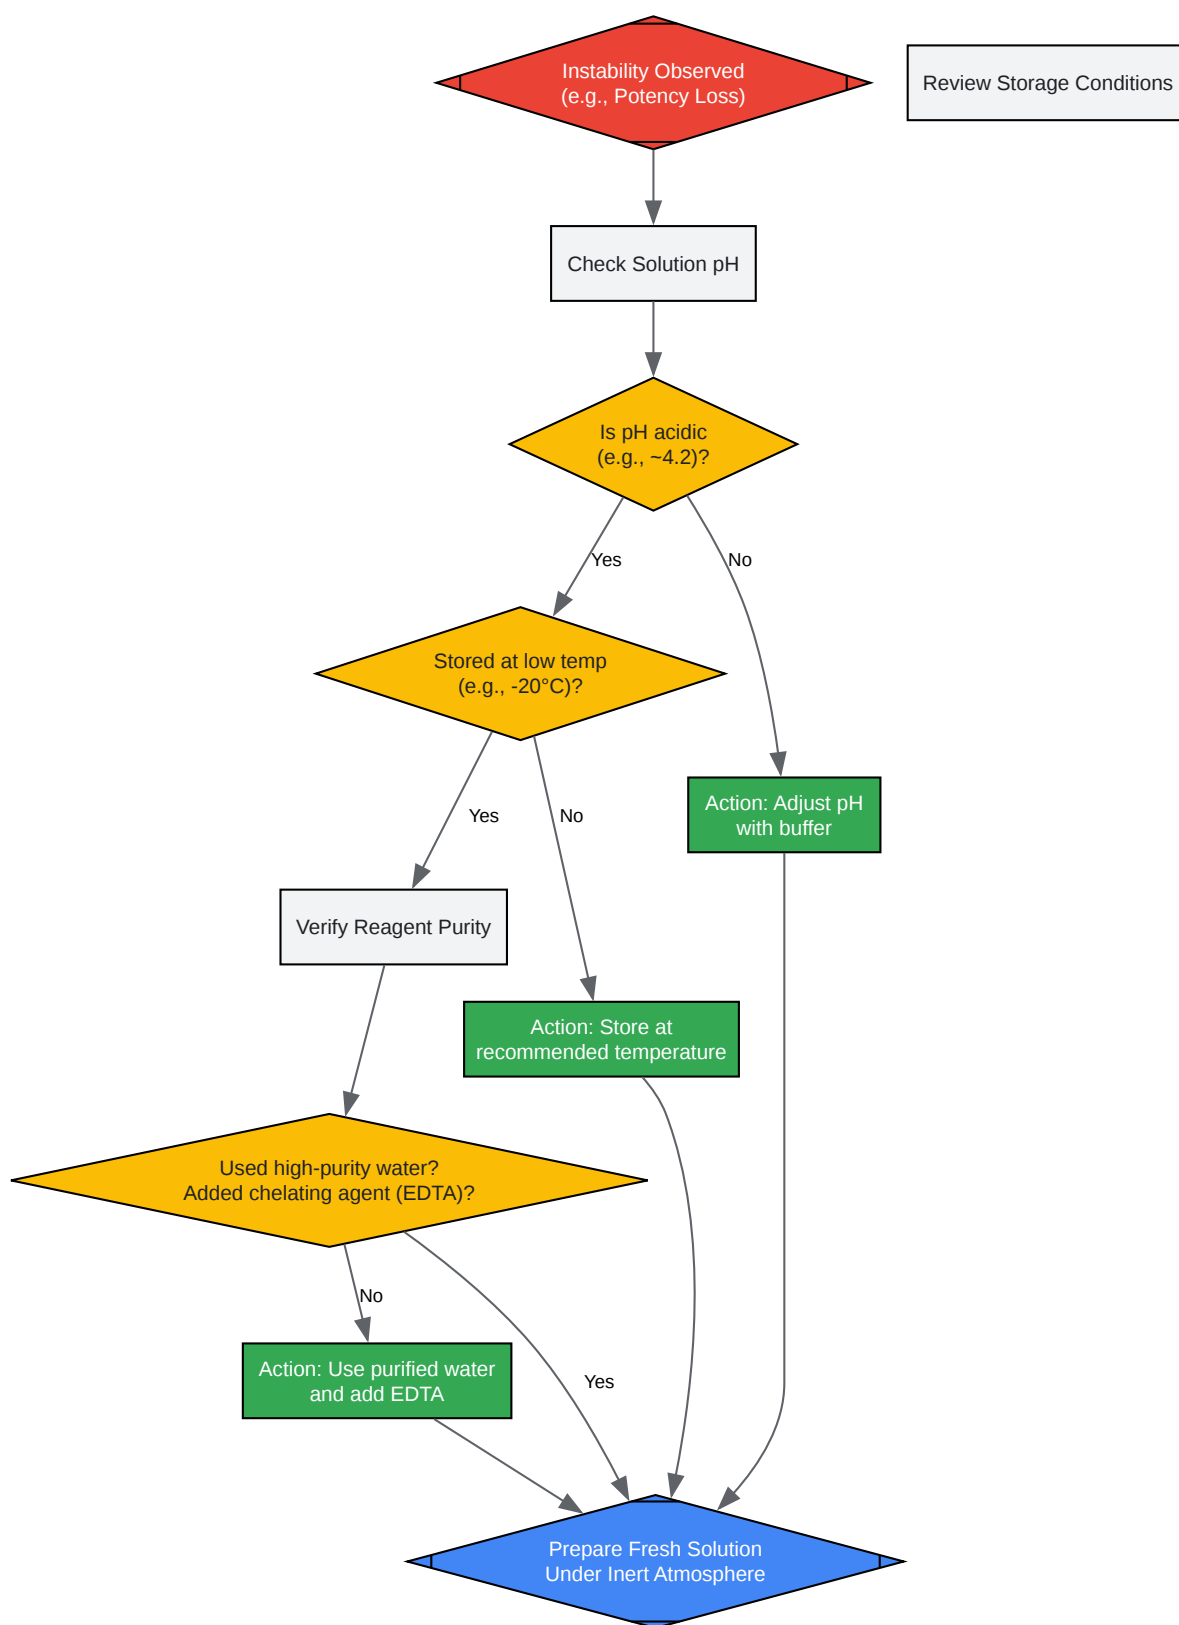 Instability Observed
(e.g., Potency Loss)
Review Storage Conditions
Check Solution pH
Is pH acidic
(e.g., ~4.2)?
Yes
No
Stored at low temp
(e.g., -20°C)?
Yes
No
Action: Adjust pH
with buffer
Verify Reagent Purity
Action: Store at
recommended temperature
Used high-purity water?
Added chelating agent (EDTA)?
No
Yes
Action: Use purified water
and add EDTA
Prepare Fresh Solution
Under Inert Atmosphere